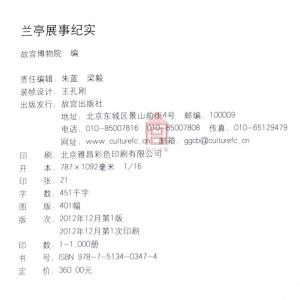 兰亭展事纪实
故宫博物院 编
责任编辑 朱蓝 梁毅
装帧设计 王孔刚
出版发行 故宫出版社
地址：北京东城区景山前街4号 邮编：100009
电话：010-85007816 010-85007808 传真：010-65129479
网址：www.culturefc.cn 邮箱：ggcb@culturefc.cn
印刷 北京雅昌彩色印刷有限公司
开本 787×1092毫米 1/16
印张 21
字数 451千字
图版 401幅
版次 2012年12月第1版
2012年12月第1次印刷
印数 1-1,000册
书号 ISBN 978-7-5134-0347-4
定价 360.00元